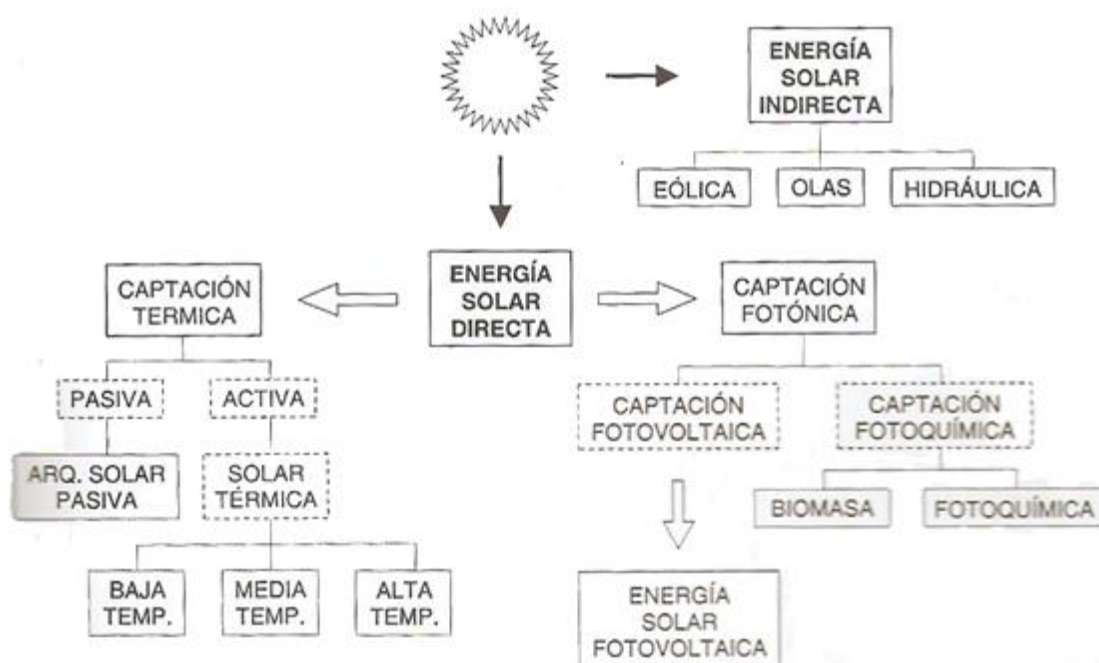 ENERGÍA
SOLAR
INDIRECTA
EÓLICA
OLAS
HIDRÁULICA
ENERGÍA
SOLAR
DIRECTA
CAPTACIÓN
TERMICA
PASIVA
ACTIVA
ARQ. SOLAR
PASIVA
SOLAR
TÉRMICA
BAJA
TEMP.
MEDIA
TEMP.
ALTA
TEMP.
CAPTACIÓN
FOTÓNICA
CAPTACIÓN
FOTOVOLTAICA
CAPTACIÓN
FOTOQUÍMICA
BIOMASA
FOTOQUÍMICA
ENERGÍA
SOLAR
FOTOVOLTAICA